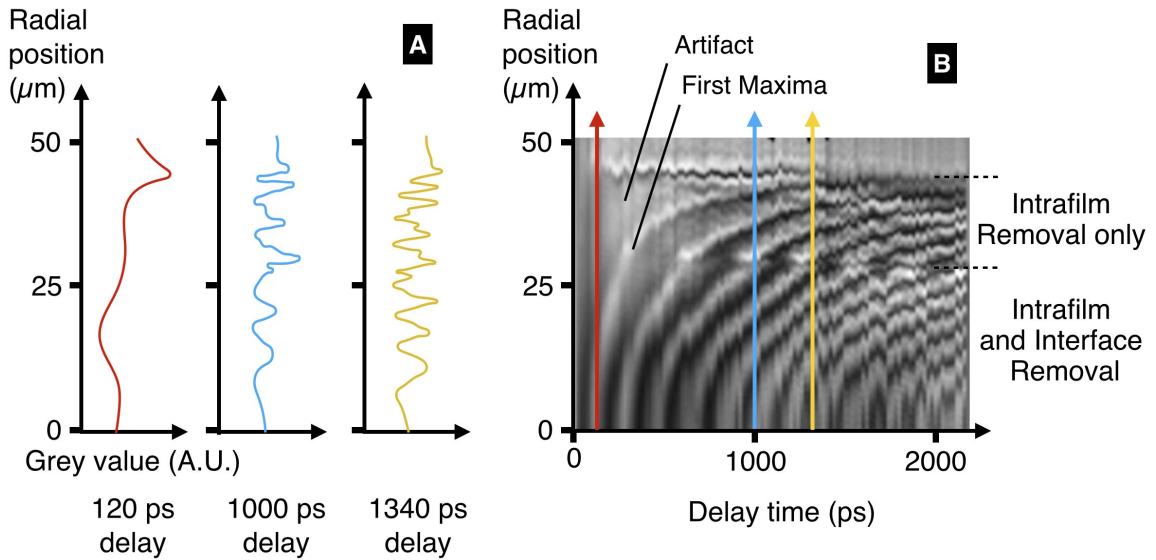 Radial
position
(µm)
A
50
25
0
Grey value (A.U.)
120 ps
delay
1000 ps
delay
1340 ps
delay
Radial
position
(µm)
B
Artifact
First Maxima
50
25
0
0
1000
2000
Delay time (ps)
Intrafilm
Removal only
Intrafilm
and Interface
Removal